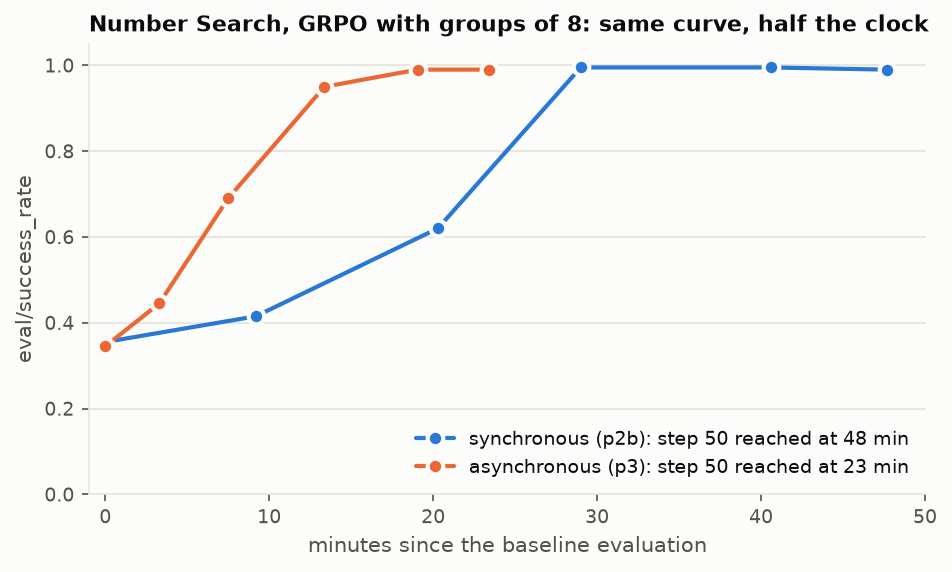 Number Search, GRPO with groups of 8: same curve, half the clock
eval/success_rate
1.0
0.8
0.6
0.4
0.2
0.0
synchronous (p2b): step 50 reached at 48 min
asynchronous (p3): step 50 reached at 23 min
0 10 20 30 40 50
minutes since the baseline evaluation